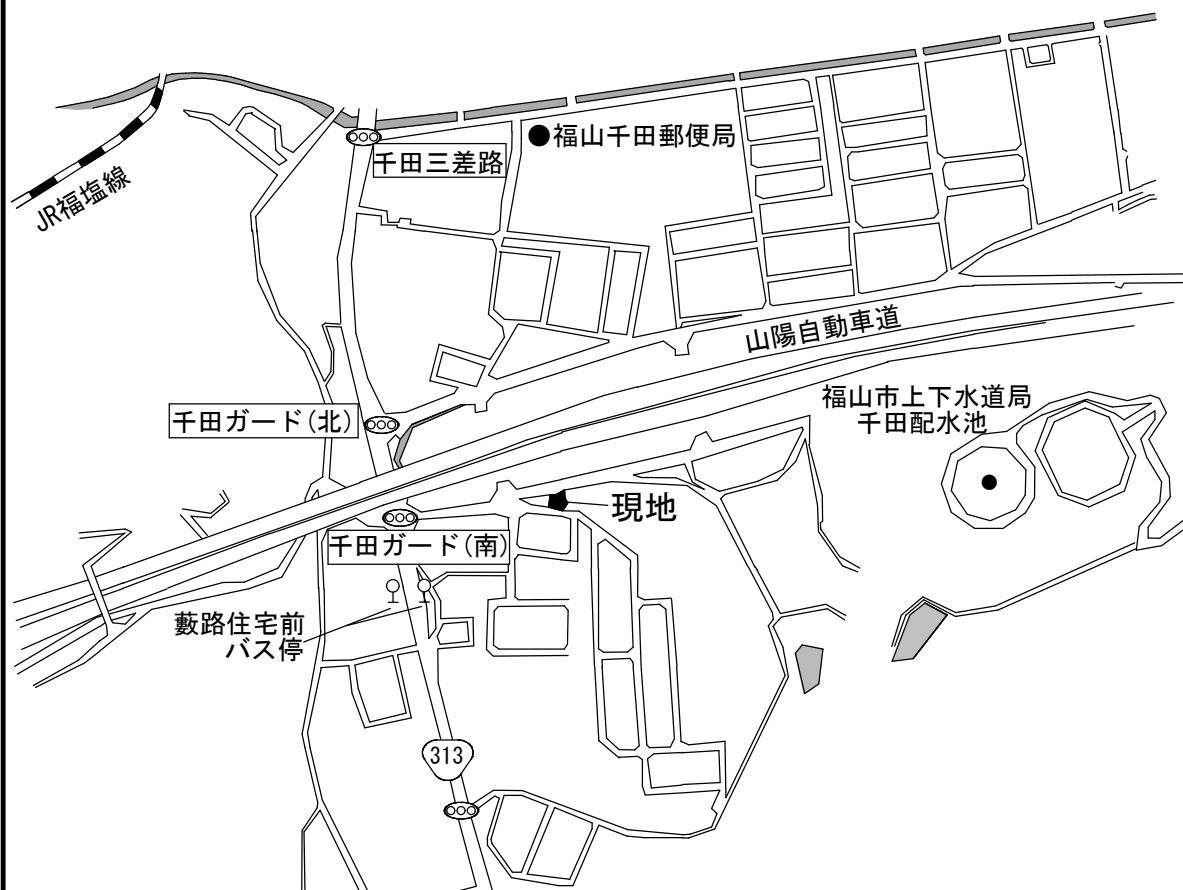 ●福山千田郵便局
千田三差路
JR福塩線
山陽自動車道
福山市上下水道局
千田配水池
千田ガード(北)
現地
千田ガード(南)
藪路住宅前
バス停
313